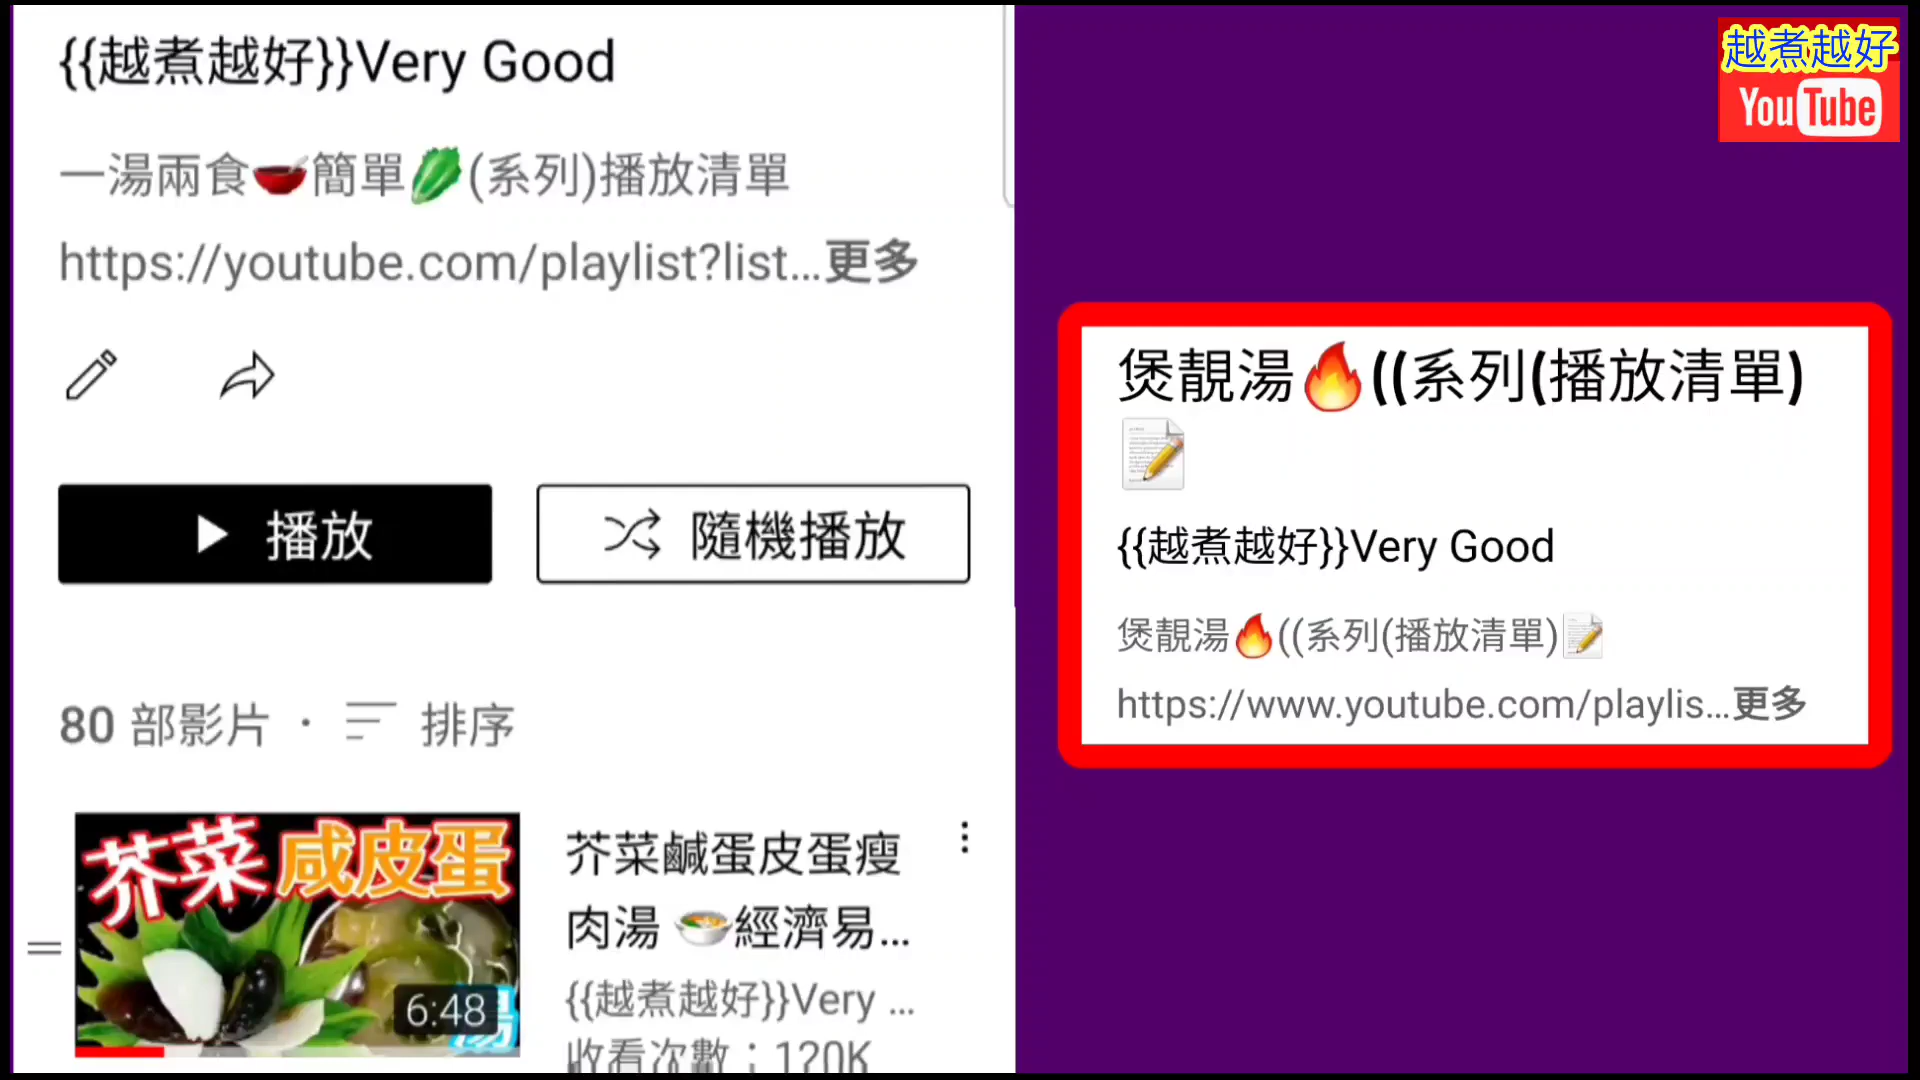 {{越煮越好}}Very Good
一湯兩食🥣簡單🥬(系列)播放清單
https://youtube.com/playlist?list...更多
播放
隨機播放
80 部影片 · 排序
芥菜咸皮蛋
湯
6:48
芥菜鹹蛋皮蛋瘦
肉湯 🍲經濟易...
{{越煮越好}}Very ...
收看次數：120K
越煮越好
YouTube
煲靚湯🔥((系列(播放清單)
📝
{{越煮越好}}Very Good
煲靚湯🔥((系列(播放清單)📝
https://www.youtube.com/playlis...更多